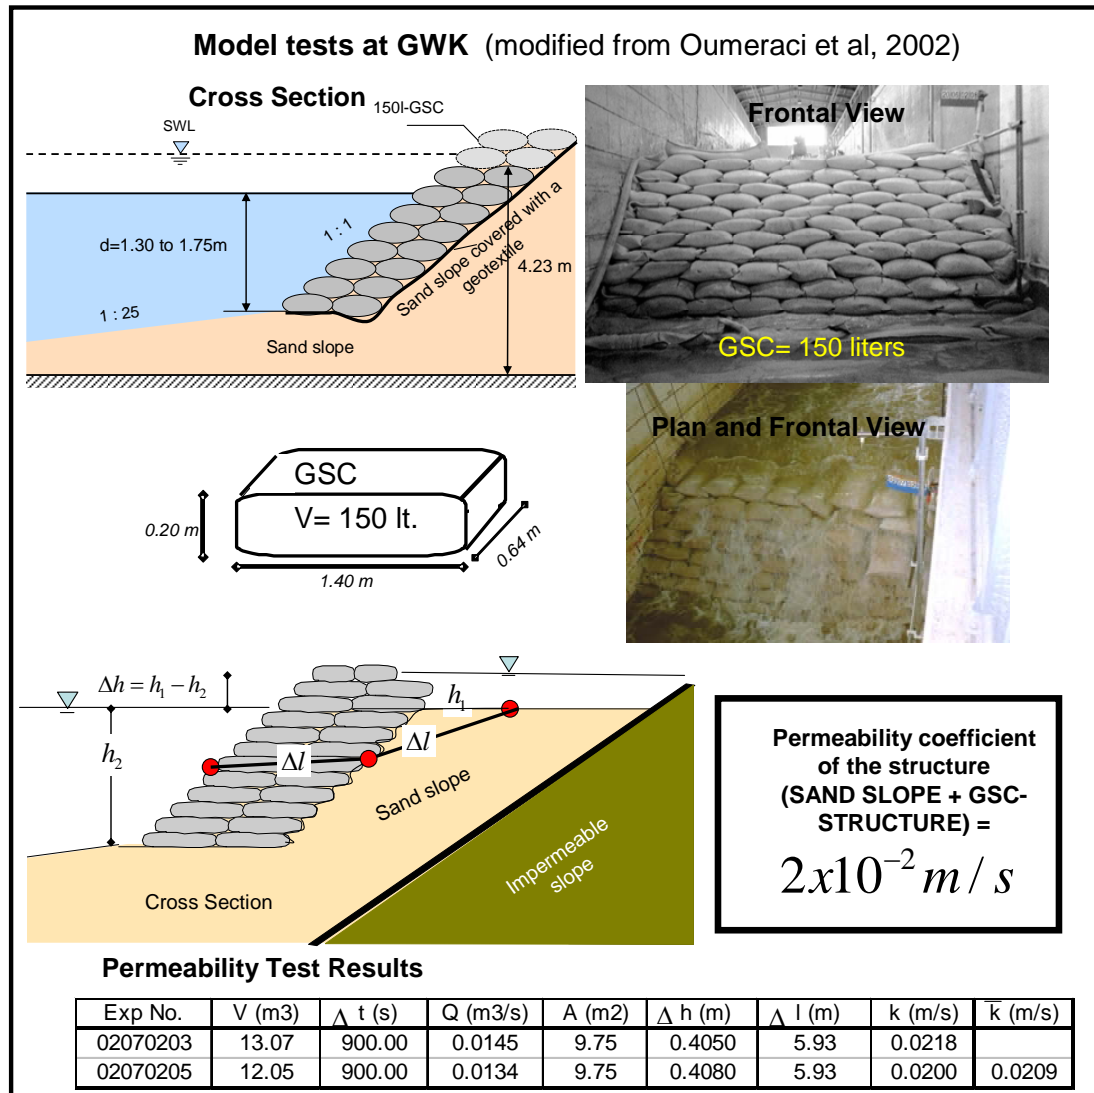 Model tests at GWK (modified from Oumeraci et al, 2002)
Cross Section
150l-GSC
SWL
d=1.30 to 1.75m
1 : 1
Sand slope covered with a
geotextile
4.23 m
1 : 25
Sand slope
Frontal View
GSC= 150 liters
Plan and Frontal View
GSC
V= 150 lt.
0.20 m
1.40 m
0.64 m
Δh = h₁ − h₂
h₁
h₂
Δl
Δl
Sand slope
Impermeable
slope
Cross Section
Permeability coefficient
of the structure
(SAND SLOPE + GSC-
STRUCTURE) =
2x10⁻² m / s
Permeability Test Results
Exp No. V (m3) Δ t (s) Q (m3/s) A (m2) Δ h (m) Δ l (m) k (m/s) k̅ (m/s)
02070203 13.07 900.00 0.0145 9.75 0.4050 5.93 0.0218
02070205 12.05 900.00 0.0134 9.75 0.4080 5.93 0.0200 0.0209